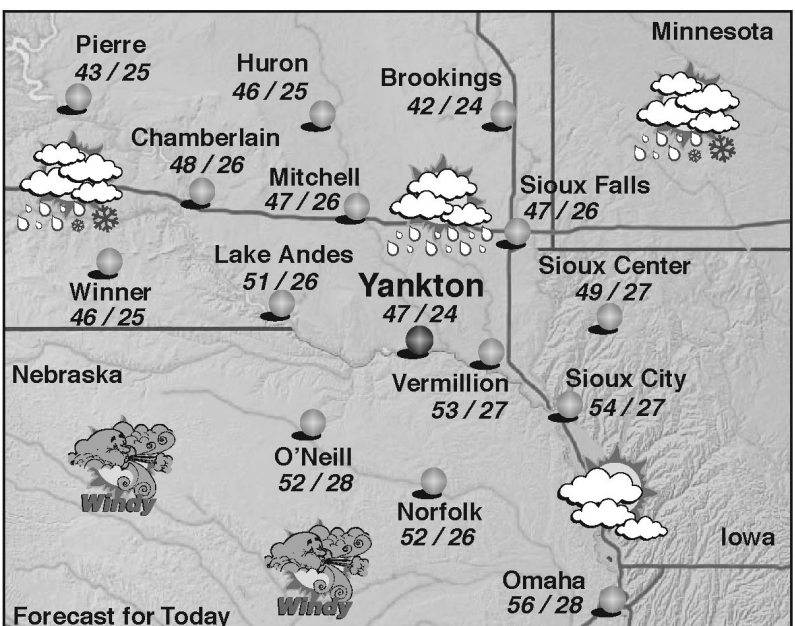 Minnesota
Pierre
43 / 25
Huron
46 / 25
Brookings
42 / 24
Chamberlain
48 / 26
Mitchell
47 / 26
Sioux Falls
47 / 26
Winner
46 / 25
Lake Andes
51 / 26
Yankton
47 / 24
Sioux Center
49 / 27
Nebraska
Vermillion
53 / 27
Sioux City
54 / 27
O'Neill
52 / 28
Windy
Norfolk
52 / 26
Iowa
Windy
Omaha
56 / 28
Forecast for Today